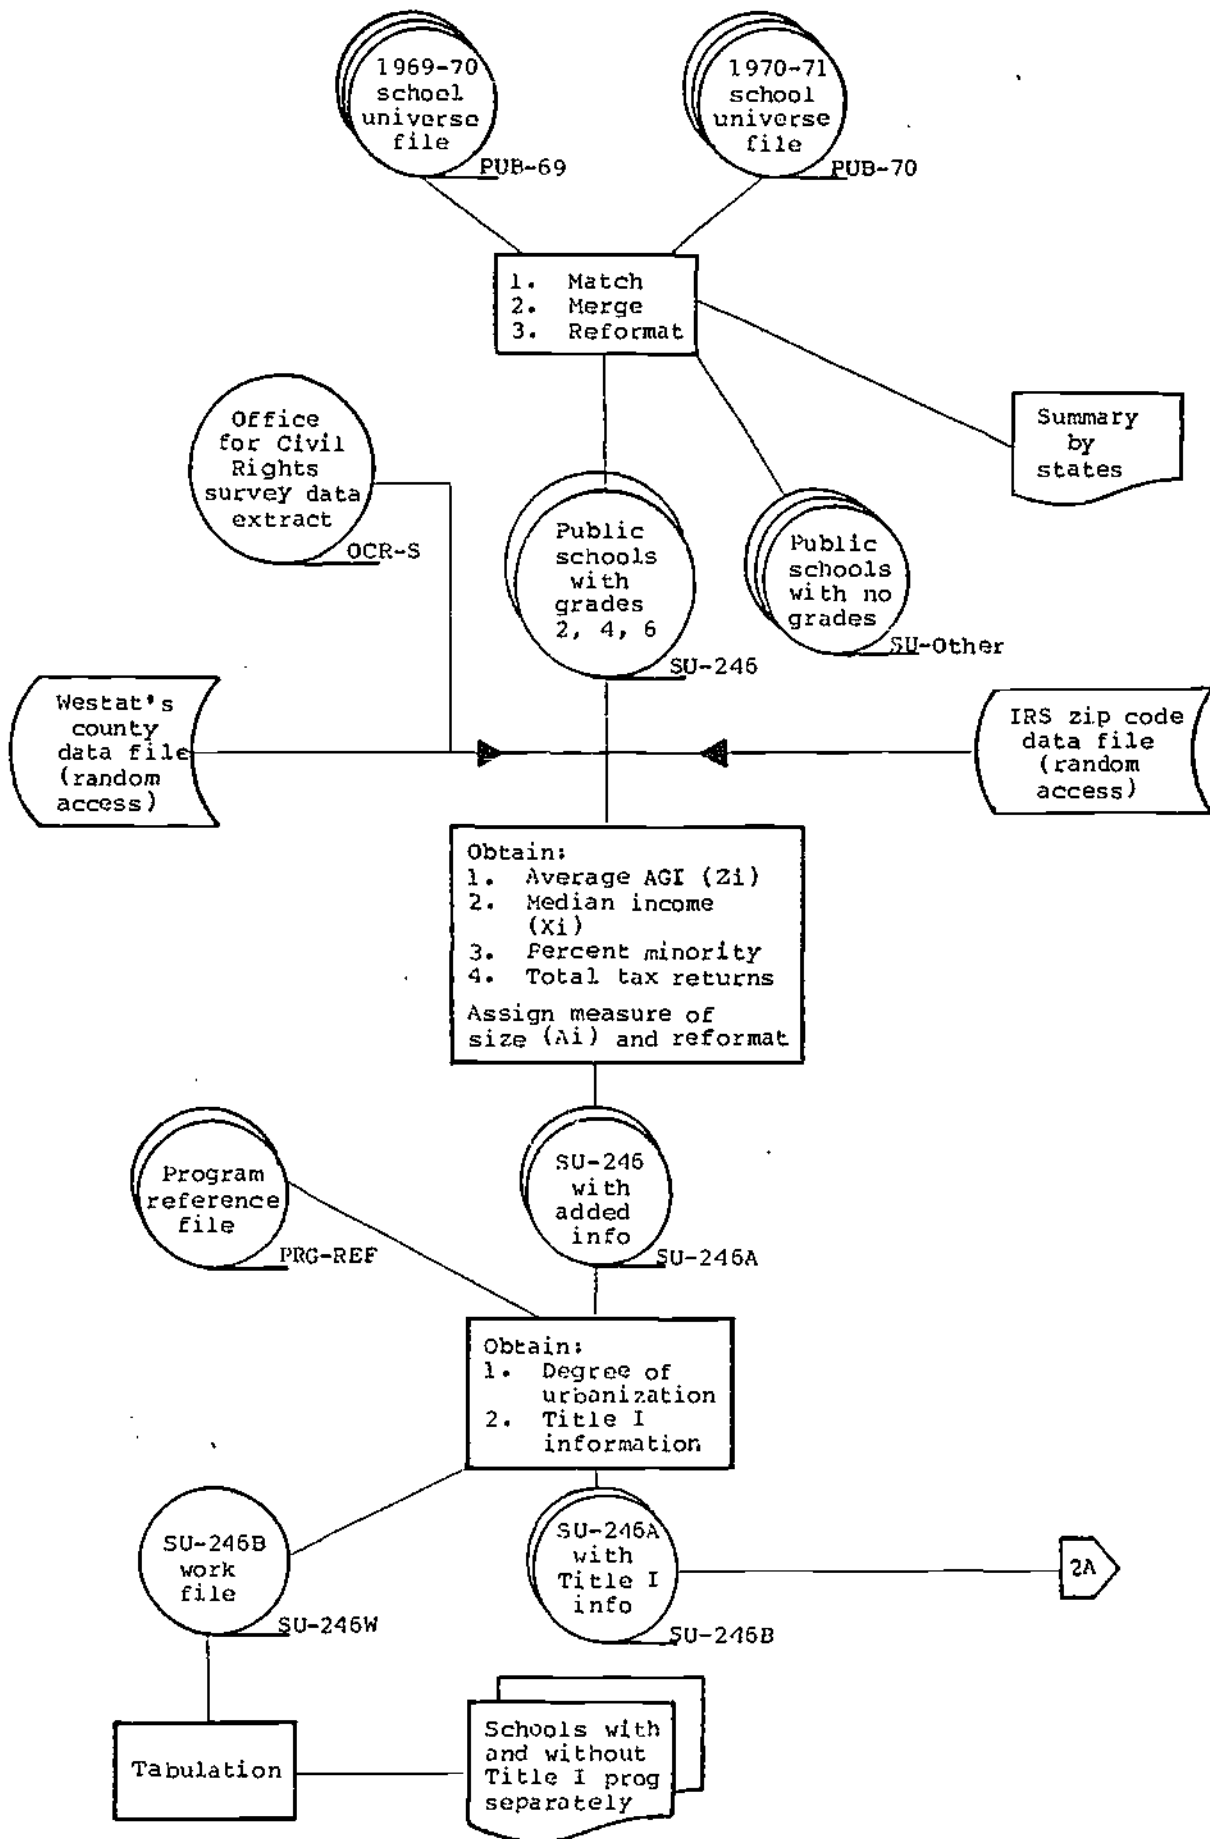 1969-70
school
universe
file
PUB-69
1970-71
school
universe
file
PUB-70
1. Match
2. Merge
3. Reformat
Summary
by
states
Office
for Civil
Rights
survey data
extract
OCR-S
Public
schools
with
grades
2, 4, 6
SU-246
Public
schools
with no
grades
SU-Other
Westat's
county
data file
(random
access)
IRS zip code
data file
(random
access)
Obtain:
1. Average AGI (Zi)
2. Median income
(Xi)
3. Percent minority
4. Total tax returns
Assign measure of
size (Ai) and reformat
Program
reference
file
PRG-REF
SU-246
with
added
info
SU-246A
Obtain:
1. Degree of
urbanization
2. Title I
information
SU-246B
work
file
SU-246W
SU-246A
with
Title I
info
SU-246B
2A
Tabulation
Schools with
and without
Title I prog
separately